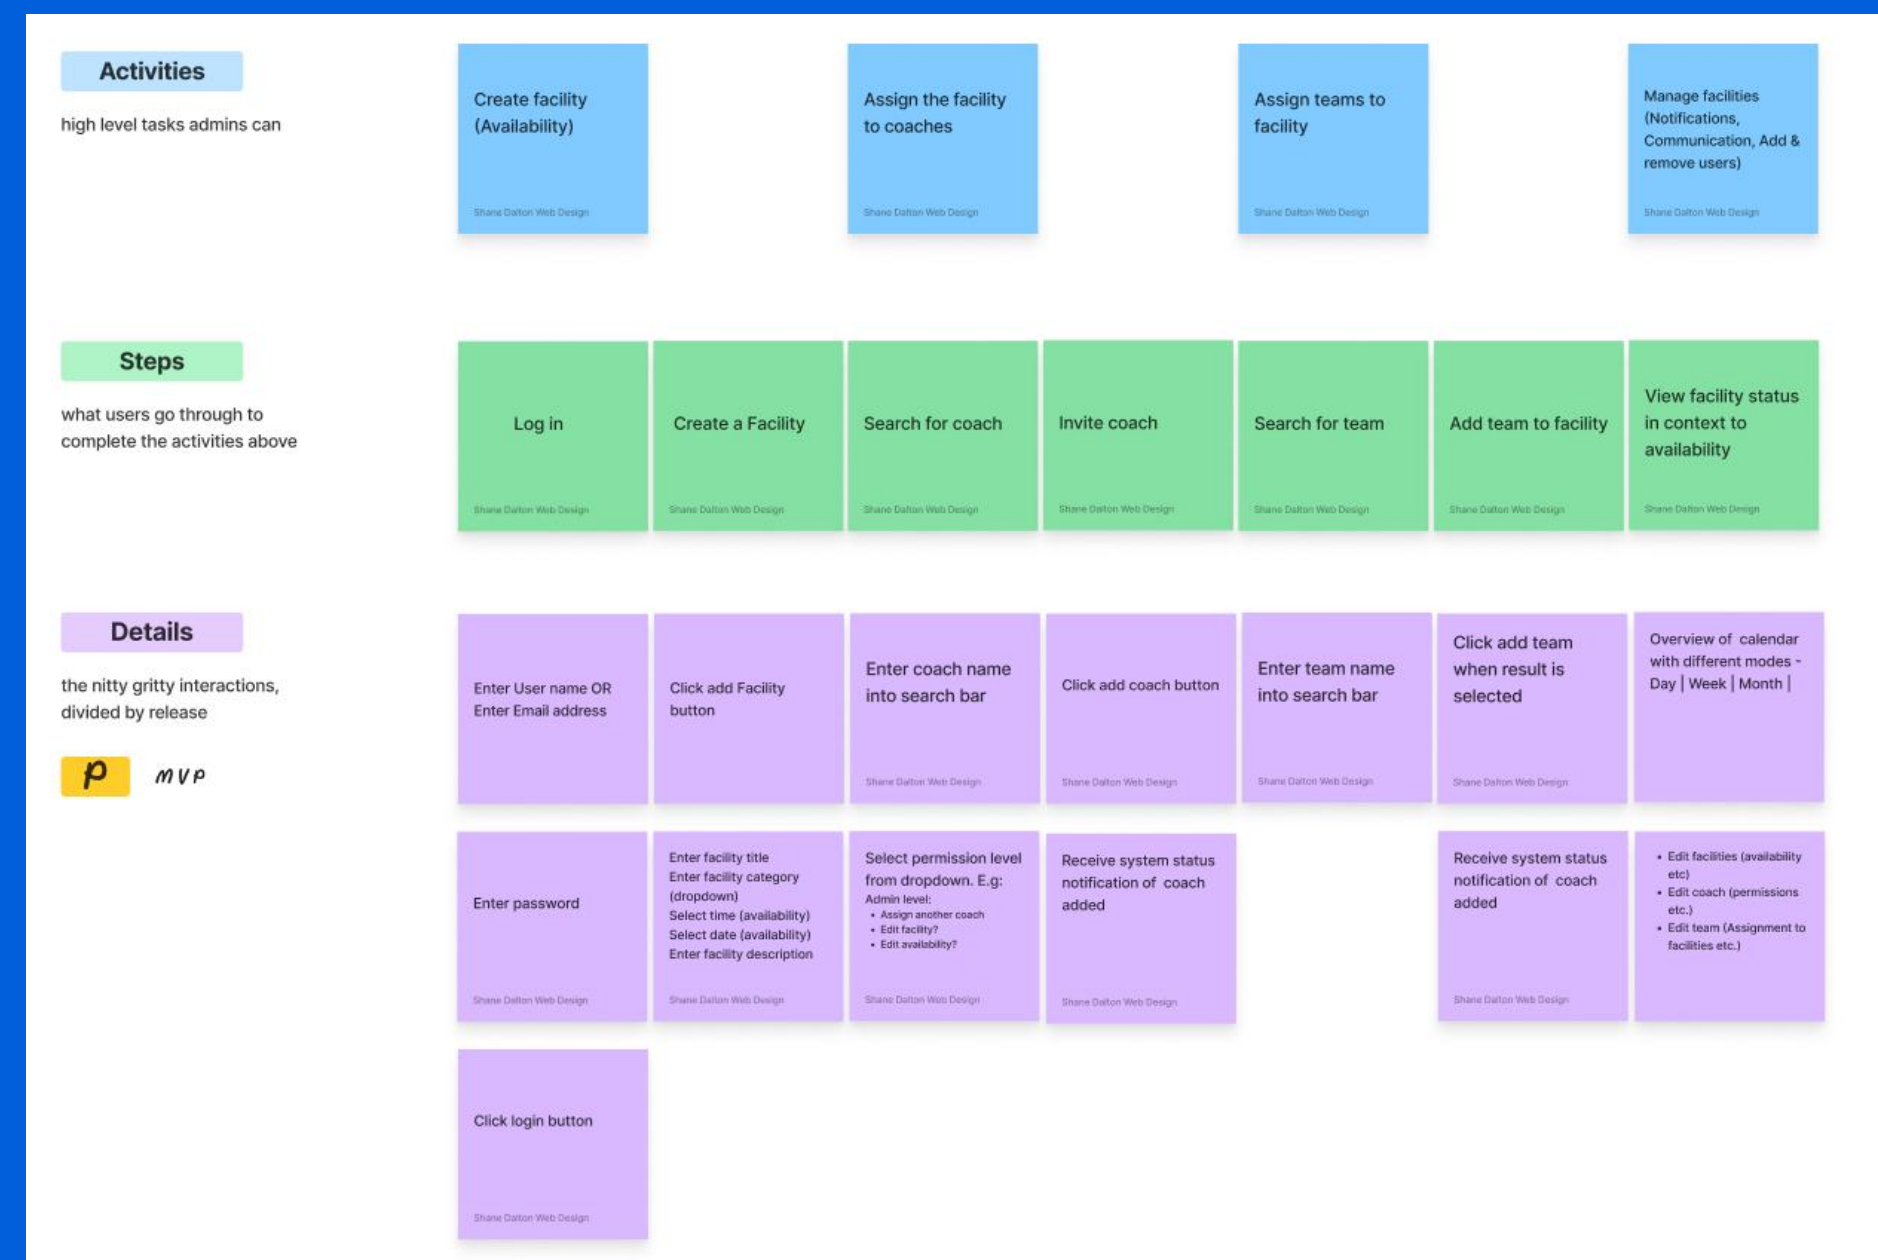 Activities
high level tasks admins can
Create facility
(Availability)
Shane Dalton Web Design
Assign the facility
to coaches
Shane Dalton Web Design
Assign teams to
facility
Shane Dalton Web Design
Manage facilities
(Notifications,
Communication, Add &
remove users)
Shane Dalton Web Design
Steps
what users go through to
complete the activities above
Log in
Shane Dalton Web Design
Create a Facility
Shane Dalton Web Design
Search for coach
Shane Dalton Web Design
Invite coach
Shane Dalton Web Design
Search for team
Shane Dalton Web Design
Add team to facility
Shane Dalton Web Design
View facility status
in context to
availability
Shane Dalton Web Design
Details
the nitty gritty interactions,
divided by release
P MVP
Enter User name OR
Enter Email address
Click add Facility
button
Enter coach name
into search bar
Shane Dalton Web Design
Click add coach button
Shane Dalton Web Design
Enter team name
into search bar
Shane Dalton Web Design
Click add team
when result is
selected
Shane Dalton Web Design
Overview of calendar
with different modes -
Day | Week | Month |
Enter password
Shane Dalton Web Design
Enter facility title
Enter facility category
(dropdown)
Select time (availability)
Select date (availability)
Enter facility description
Shane Dalton Web Design
Select permission level
from dropdown. E.g:
Admin level:
• Assign another coach
• Edit facility?
• Edit availability?
Shane Dalton Web Design
Receive system status
notification of coach
added
Shane Dalton Web Design
Receive system status
notification of coach
added
Shane Dalton Web Design
• Edit facilities (availability
etc)
• Edit coach (permissions
etc.)
• Edit team (Assignment to
facilities etc.)
Click login button
Shane Dalton Web Design